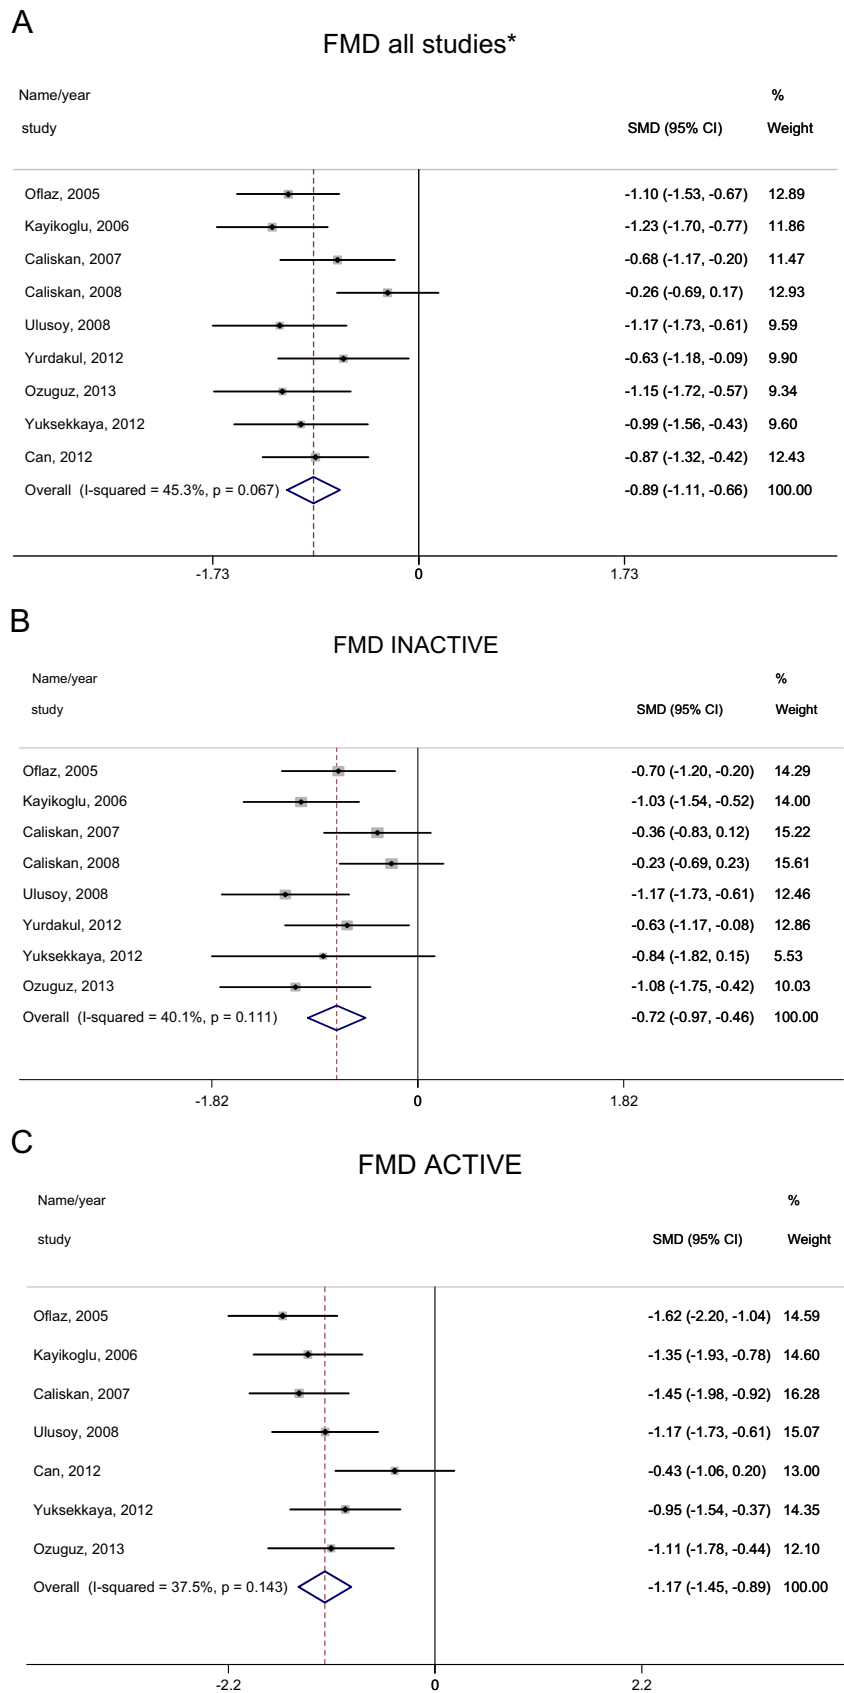 A
FMD all studies*
Name/year %
study SMD (95% CI) Weight
Oflaz, 2005 -1.10 (-1.53, -0.67) 12.89
Kayikoglu, 2006 -1.23 (-1.70, -0.77) 11.86
Caliskan, 2007 -0.68 (-1.17, -0.20) 11.47
Caliskan, 2008 -0.26 (-0.69, 0.17) 12.93
Ulusoy, 2008 -1.17 (-1.73, -0.61) 9.59
Yurdakul, 2012 -0.63 (-1.18, -0.09) 9.90
Ozuguz, 2013 -1.15 (-1.72, -0.57) 9.34
Yuksekkaya, 2012 -0.99 (-1.56, -0.43) 9.60
Can, 2012 -0.87 (-1.32, -0.42) 12.43
Overall (I-squared = 45.3%, p = 0.067) -0.89 (-1.11, -0.66) 100.00
-1.73 0 1.73
B
FMD INACTIVE
Name/year %
study SMD (95% CI) Weight
Oflaz, 2005 -0.70 (-1.20, -0.20) 14.29
Kayikoglu, 2006 -1.03 (-1.54, -0.52) 14.00
Caliskan, 2007 -0.36 (-0.83, 0.12) 15.22
Caliskan, 2008 -0.23 (-0.69, 0.23) 15.61
Ulusoy, 2008 -1.17 (-1.73, -0.61) 12.46
Yurdakul, 2012 -0.63 (-1.17, -0.08) 12.86
Yuksekkaya, 2012 -0.84 (-1.82, 0.15) 5.53
Ozuguz, 2013 -1.08 (-1.75, -0.42) 10.03
Overall (I-squared = 40.1%, p = 0.111) -0.72 (-0.97, -0.46) 100.00
-1.82 0 1.82
C
FMD ACTIVE
Name/year %
study SMD (95% CI) Weight
Oflaz, 2005 -1.62 (-2.20, -1.04) 14.59
Kayikoglu, 2006 -1.35 (-1.93, -0.78) 14.60
Caliskan, 2007 -1.45 (-1.98, -0.92) 16.28
Ulusoy, 2008 -1.17 (-1.73, -0.61) 15.07
Can, 2012 -0.43 (-1.06, 0.20) 13.00
Yuksekkaya, 2012 -0.95 (-1.54, -0.37) 14.35
Ozuguz, 2013 -1.11 (-1.78, -0.44) 12.10
Overall (I-squared = 37.5%, p = 0.143) -1.17 (-1.45, -0.89) 100.00
-2.2 0 2.2